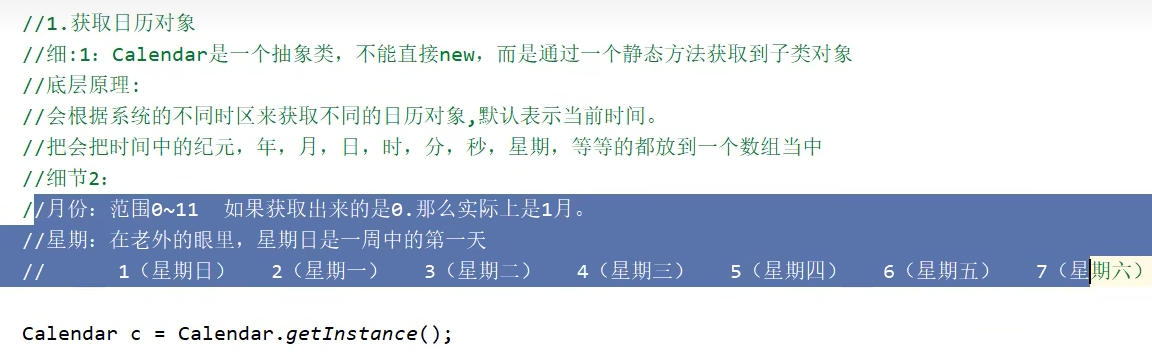 //1.获取日历对象
//细:1：Calendar是一个抽象类，不能直接new，而是通过一个静态方法获取到子类对象
//底层原理:
//会根据系统的不同时区来获取不同的日历对象,默认表示当前时间。
//把会把时间中的纪元，年，月，日，时，分，秒，星期，等等的都放到一个数组当中
//细节2：
//月份：范围0~11  如果获取出来的是0.那么实际上是1月。
//星期：在老外的眼里，星期日是一周中的第一天
//      1（星期日）   2（星期一）   3（星期二）   4（星期三）   5（星期四）   6（星期五）   7（星期六）
Calendar c = Calendar.getInstance();